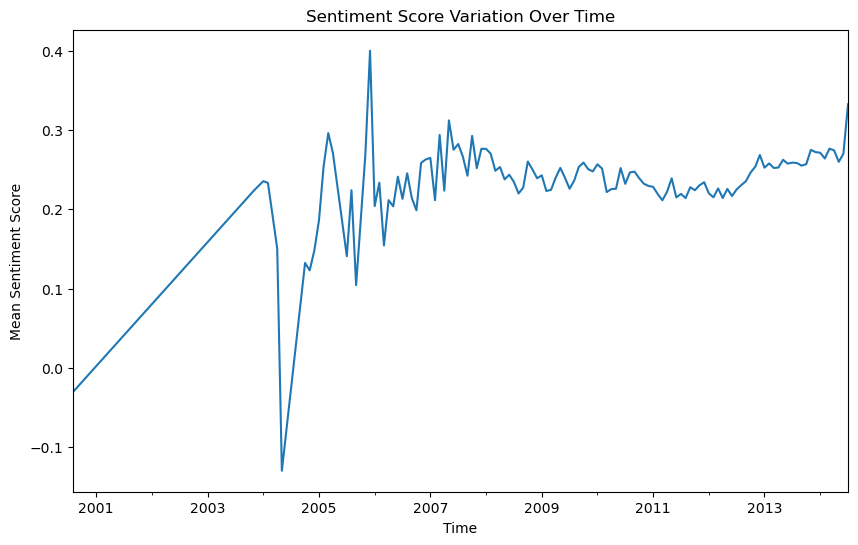 Sentiment Score Variation Over Time
0.4
0.3
0.2
0.1
0.0
−0.1
Mean Sentiment Score
2001 2003 2005 2007 2009 2011 2013
Time